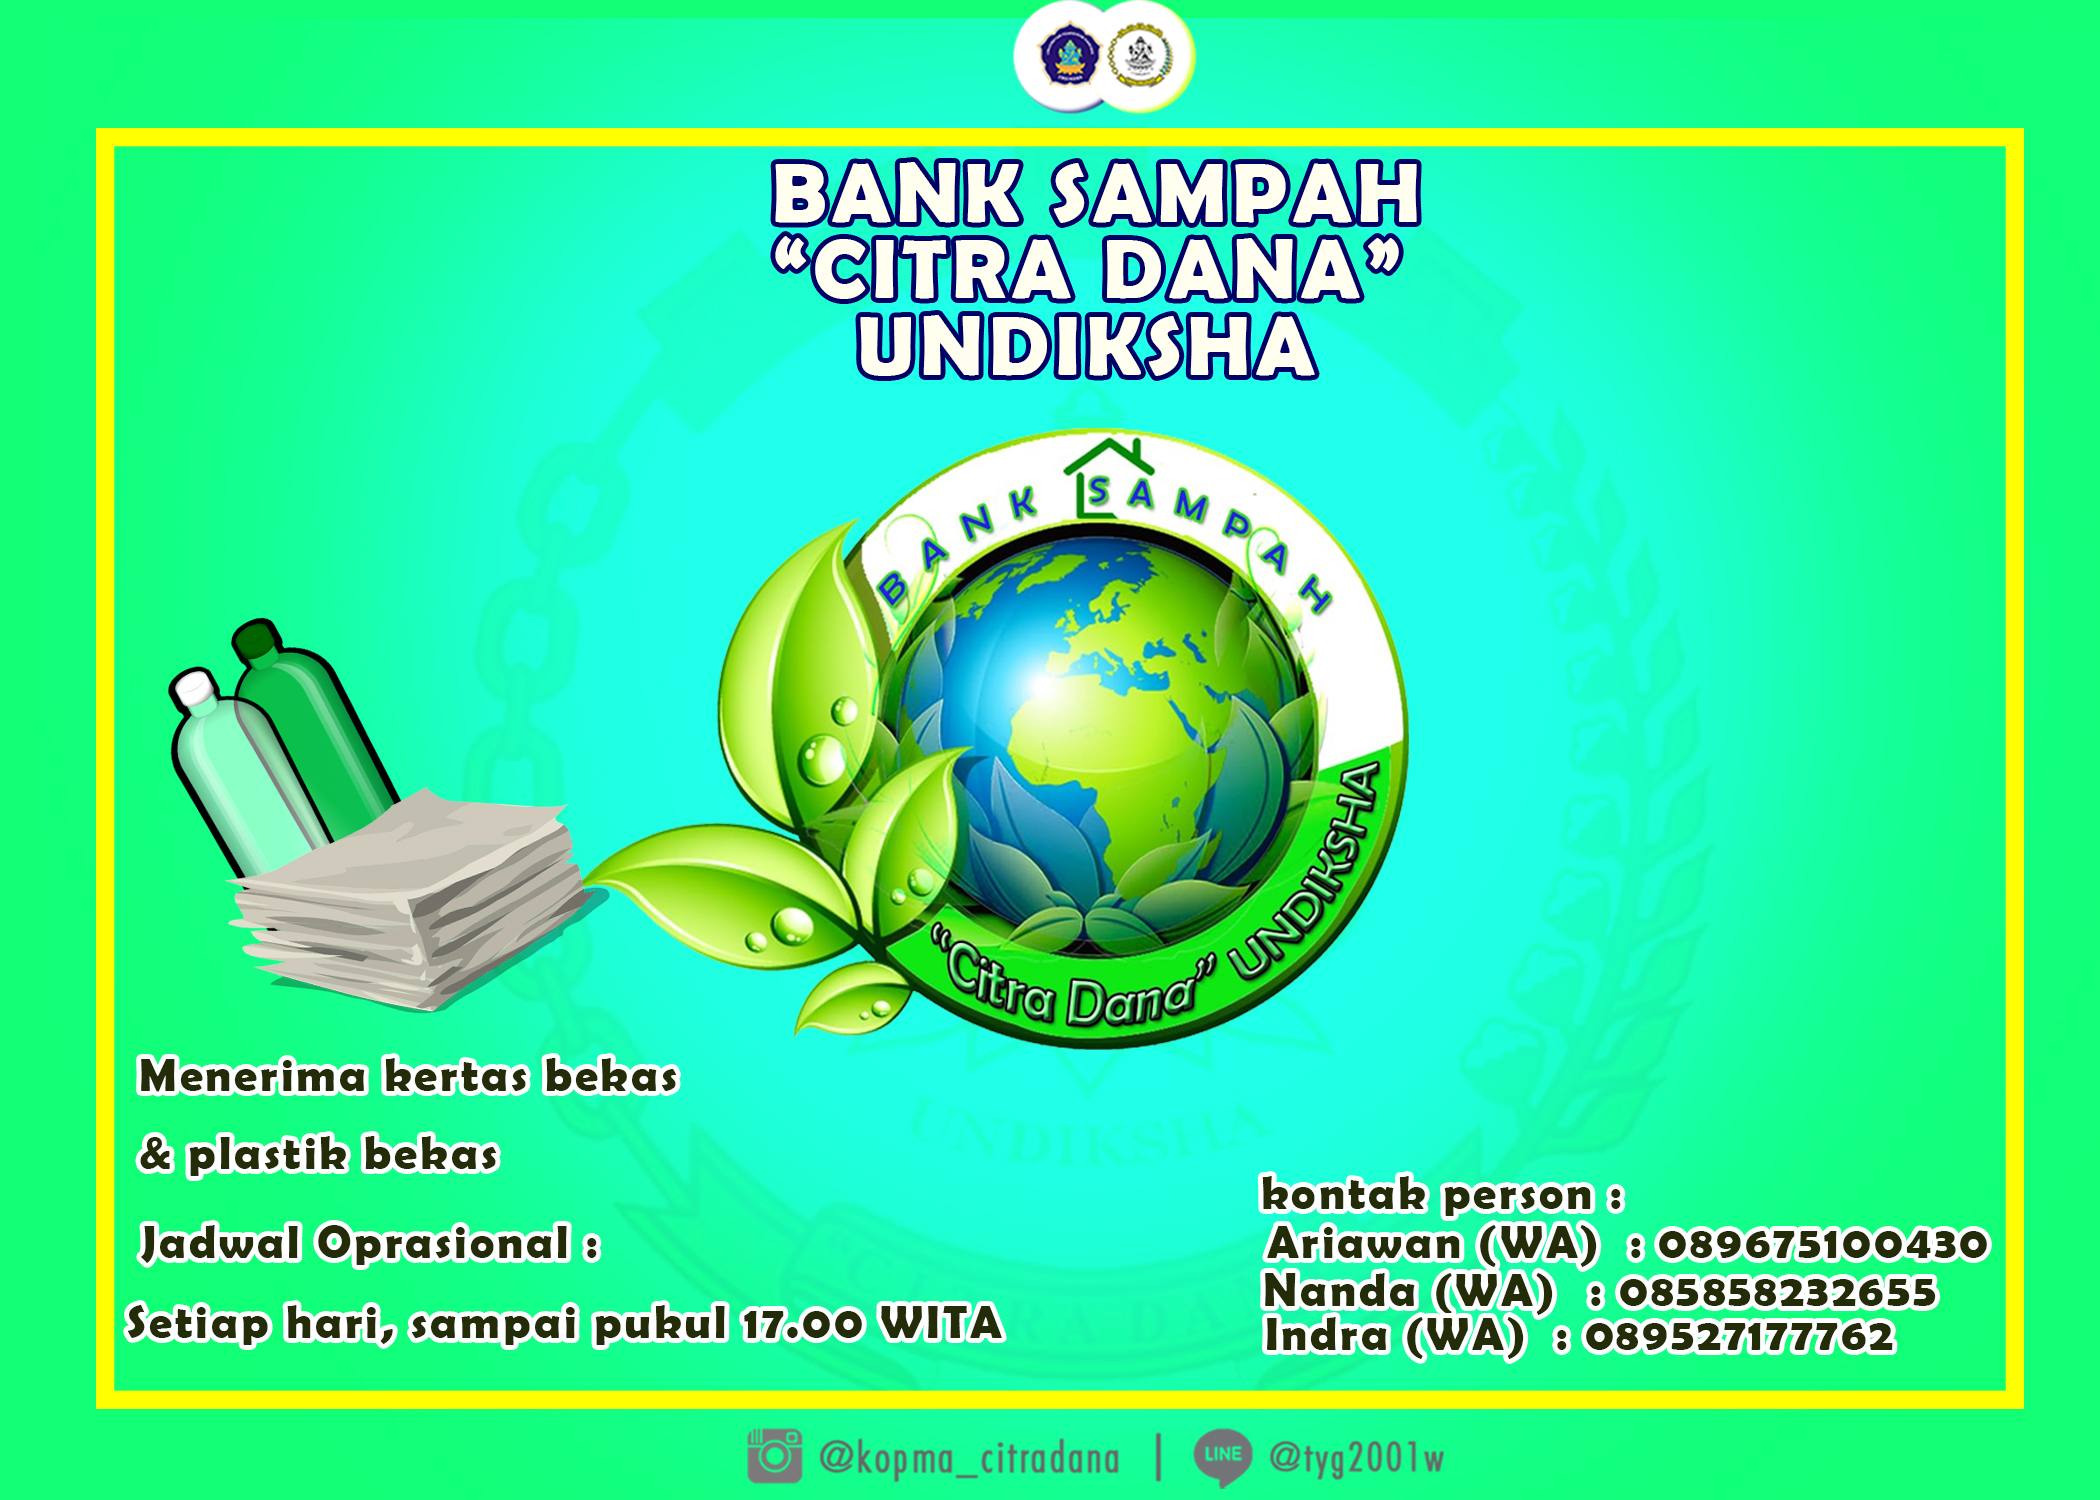 BANK SAMPAH
“CITRA DANA”
UNDIKSHA
BANK SAMPAH
“Citra Dana” UNDIKSHA
Menerima kertas bekas
& plastik bekas
Jadwal Oprasional :
Setiap hari, sampai pukul 17.00 WITA
kontak person :
Ariawan (WA) : 089675100430
Nanda (WA) : 085858232655
Indra (WA) : 089527177762
UNDIKSHA
@kopma_citradana | LINE @tyg2001w